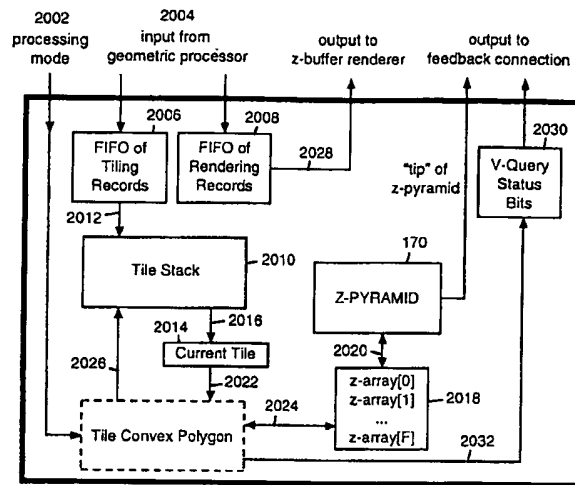 2002
processing
mode
2004
input from
geometric processor
output to
z-buffer renderer
output to
feedback connection
2006
FIFO of
Tiling
Records
2008
FIFO of
Rendering
Records
2028
"tip" of
z-pyramid
2030
V-Query
Status
Bits
2012
Tile Stack
2010
170
Z-PYRAMID
2014
2016
Current Tile
2020
2026
2022
z-array[0]
z-array[1]
...
z-array[F]
2018
Tile Convex Polygon
2024
2032